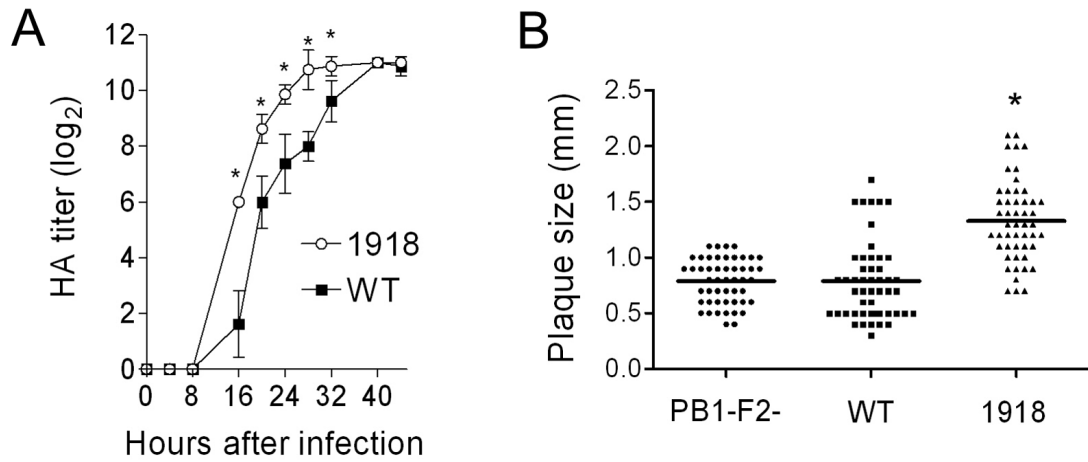 A
HA titer (log2)
12
10
8
6
4
2
0
* * * * * *
1918
WT
0 8 16 24 32 40
Hours after infection
B
Plaque size (mm)
2.5
2.0
1.5
1.0
0.5
0.0
*
PB1-F2- WT 1918